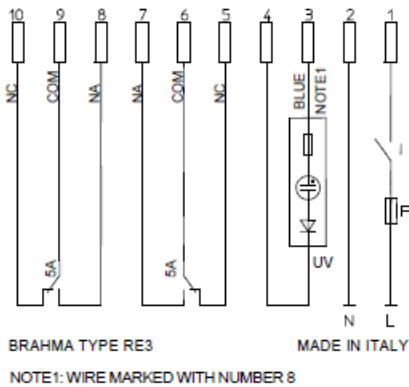 10 9 8 7 6 5 4 3 2 1
NC COM NA NA COM NC BLUE NOTE1
I
F
5A 5A UV
N L
BRAHMA TYPE RE3 MADE IN ITALY
NOTE1: WIRE MARKED WITH NUMBER 8